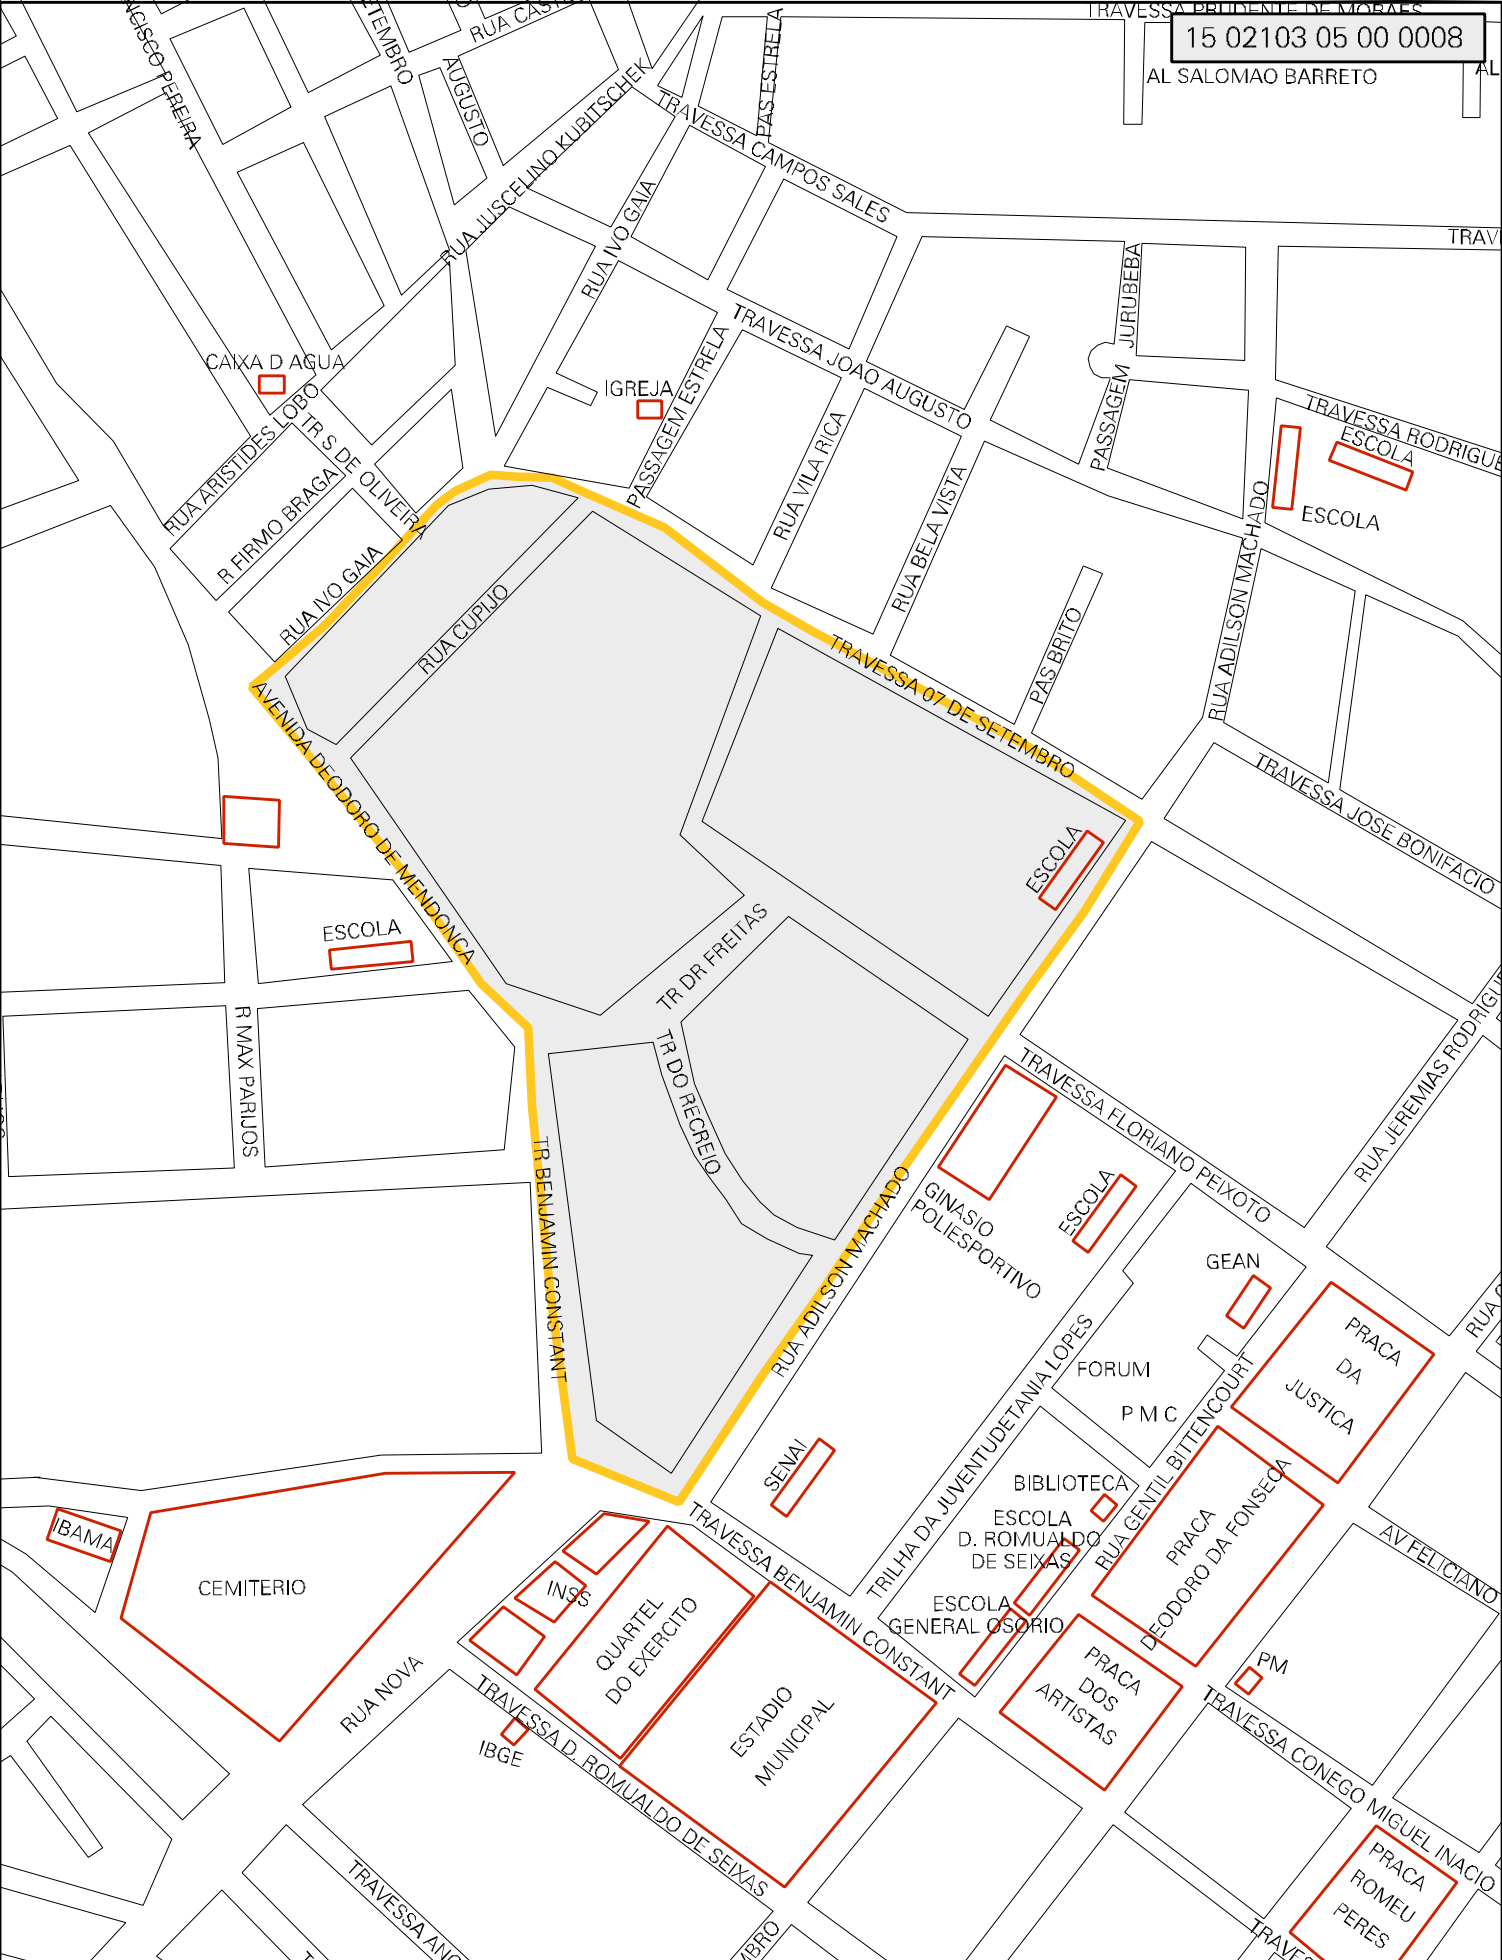 TRAVESSA PRUDENTE DE MORAES
15 02103 05 00 0008
AL SALOMAO BARRETO
AL
RUA
AUGUSTO
PAS ESTRELA
RUA JUSCELINO KUBITSCHEK
TRAVESSA CAMPOS SALES
RUA IVO GAIA
TRAVESSA JOAO AUGUSTO
PASSAGEM JURUBEBA
CAIXA D AGUA
IGREJA
PASSAGEM ESTRELA
RUA ARISTIDES LOBO
TR S DE OLIVEIRA
R FIRMO BRAGA
RUA IVO GAIA
RUA CUPIJO
RUA VILA RICA
RUA BELA VISTA
PAS BRITO
RUA ADILSON MACHADO
TRAVESSA
ESCOLA
ESCOLA
TRAVESSA 07 DE SETEMBRO
TRAVESSA JOSE BONIFACIO
AVENIDA DEODORO DE MENDONCA
ESCOLA
ESCOLA
TR DR FREITAS
TR DO RECREIO
R MAX PARIJOS
TR BENJAMIN CONSTANT
RUA ADILSON MACHADO
TRAVESSA FLORIANO PEIXOTO
RUA JEREMIAS
GINASIO
POLIESPORTIVO
ESCOLA
GEAN
PRACA
DA
JUSTICA
FORUM
P M C
RUA GENTIL BITTENCOURT
TRILHA DA JUVENTUDETANIA LOPES
SENAI
BIBLIOTECA
ESCOLA
D. ROMUALDO
DE SEIXAS
ESCOLA
GENERAL OSORIO
PRACA
DEODORO DA FONSECA
AV FELICIANO
IBAMA
CEMITERIO
INSS
QUARTEL
DO EXERCITO
TRAVESSA BENJAMIN CONSTANT
ESTADIO
MUNICIPAL
PRACA
DOS
ARTISTAS
PM
RUA NOVA
IBGE
TRAVESSA D. ROMUALDO DE SEIXAS
TRAVESSA CONEGO MIGUEL INACIO
PRACA
ROMEU
PERES
TRAVESSA